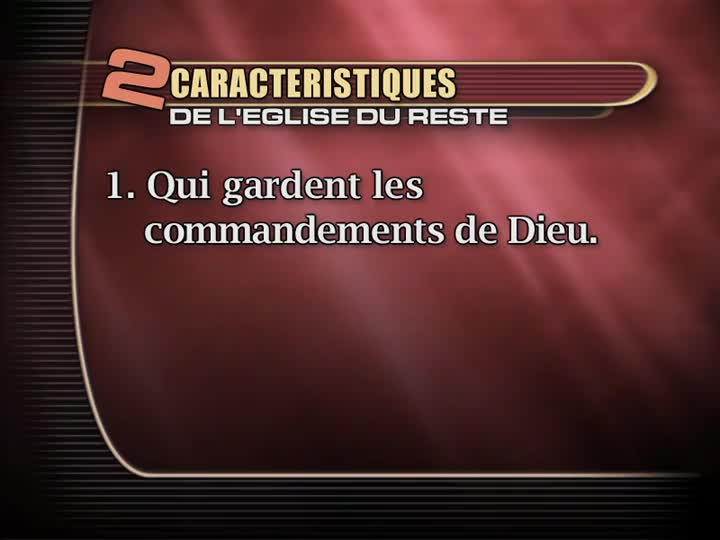 2 CARACTERISTIQUES
DE L'EGLISE DU RESTE
1. Qui gardent les
commandements de Dieu.